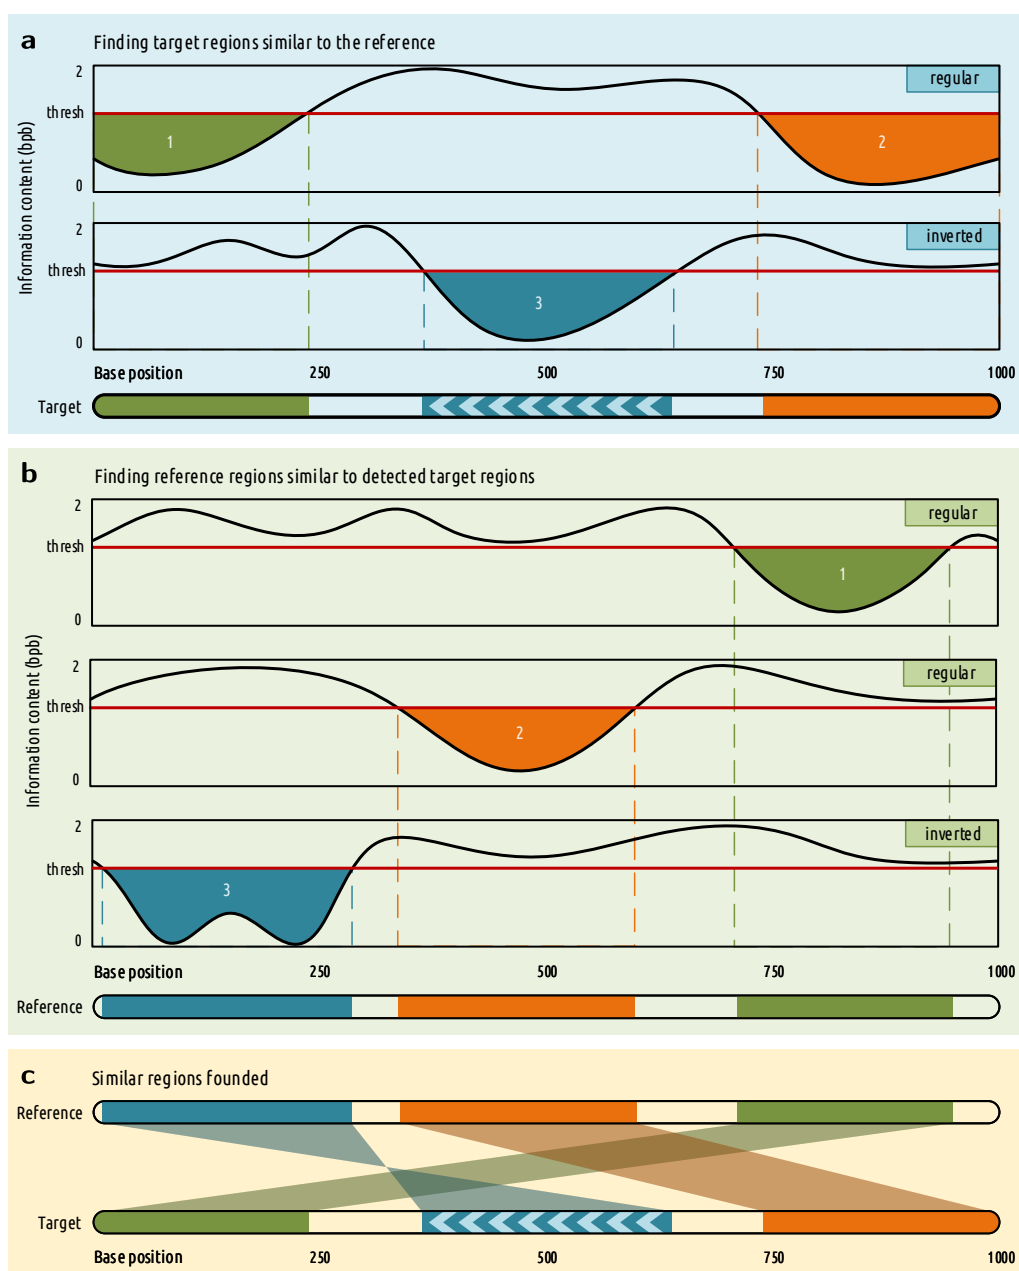 a
Finding target regions similar to the reference
2
regular
thresh
1
2
0
Information content (bpb)
2
inverted
thresh
3
0
Base position 250 500 750 1000
Target
b
Finding reference regions similar to detected target regions
2
regular
thresh
1
0
Information content (bpb)
2
regular
thresh
2
0
2
inverted
thresh
3
0
Base position 250 500 750 1000
Reference
c
Similar regions founded
Reference
Target
Base position 250 500 750 1000